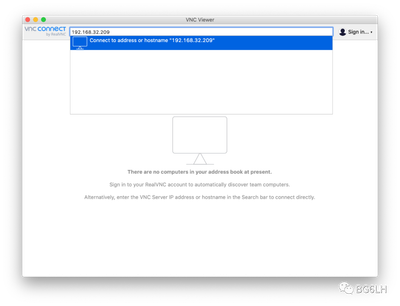 VNC Viewer
VNC CONNECT
by RealVNC
192.168.32.209
Sign in...
Connect to address or hostname "192.168.32.209"
There are no computers in your address book at present.
Sign in to your RealVNC account to automatically discover team computers.
Alternatively, enter the VNC Server IP address or hostname in the Search bar to connect directly.
BG6LH